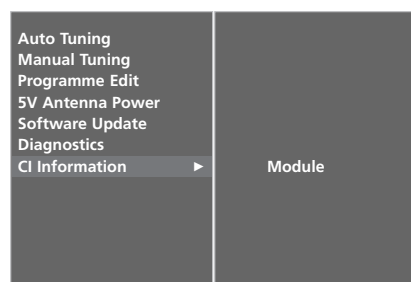 Auto Tuning
Manual Tuning
Programme Edit
5V Antenna Power
Software Update
Diagnostics
CI Information ► Module